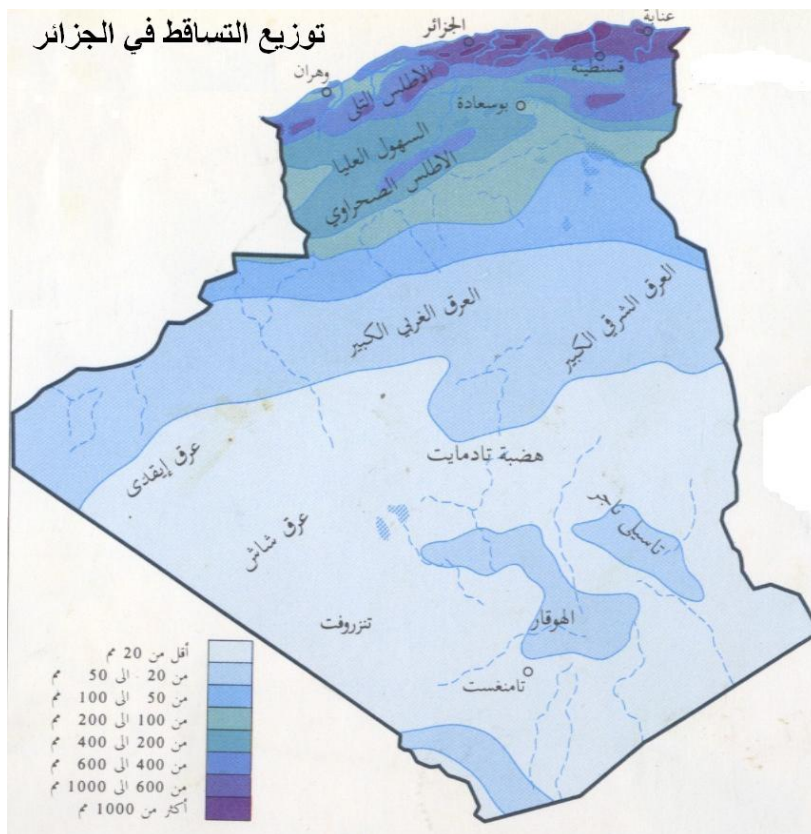 توزيع التساقط في الجزائر
عنابة
الجزائر
قسنطينة
وهران
الاطلس التلي
بوسعادة
السهول العليا
الاطلس الصحراوي
العرق الشرقي الكبير
العرق الغربي الكبير
هضبة تادمايت
عرق إيقدى
تاسيلي ناجر
عرق شاش
الهوقار
تنزروفت
تامنغست
أقل من 20 مم
من 20 الى 50 مم
من 50 الى 100 مم
من 100 الى 200 مم
من 200 الى 400 مم
من 400 الى 600 مم
من 600 الى 1000 مم
أكثر من 1000 مم